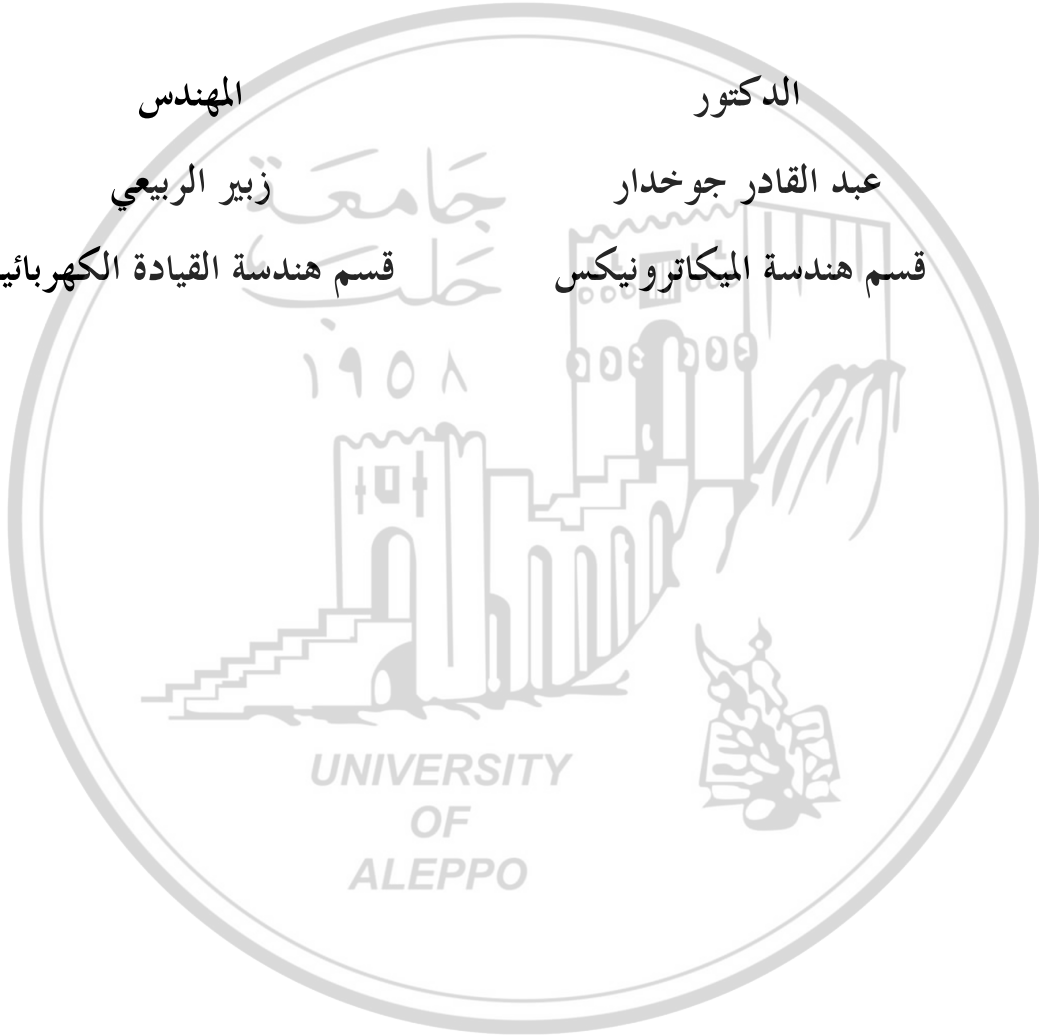 الدكتور
المهندس
عبد القادر جوخدار
زبير الربيعي
قسم هندسة الميكاترونيكس
قسم هندسة القيادة
جامعة
حلب
١٩٥٨
UNIVERSITY
OF
ALEPPO